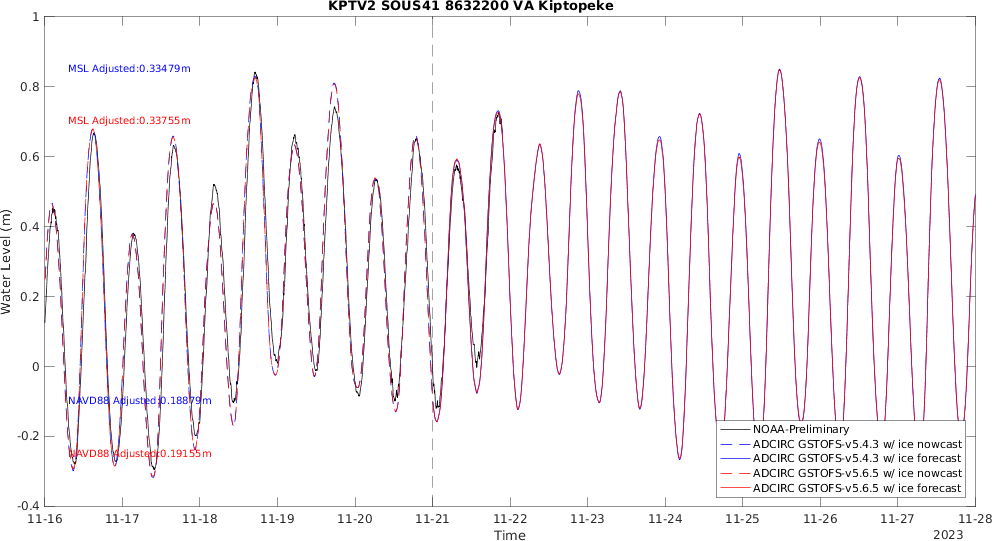 KPTV2 SOUS41 8632200 VA Kiptopeke
Water Level (m)
1
0.8
0.6
0.4
0.2
0
-0.2
-0.4
MSL Adjusted:0.33479m
MSL Adjusted:0.33755m
NAVD88 Adjusted:0.18879m
NAVD88 Adjusted:0.19155m
NOAA-Preliminary
ADCIRC GSTOFS-v5.4.3 w/ ice nowcast
ADCIRC GSTOFS-v5.4.3 w/ ice forecast
ADCIRC GSTOFS-v5.6.5 w/ ice nowcast
ADCIRC GSTOFS-v5.6.5 w/ ice forecast
11-16 11-17 11-18 11-19 11-20 11-21 11-22 11-23 11-24 11-25 11-26 11-27 11-28
Time
2023